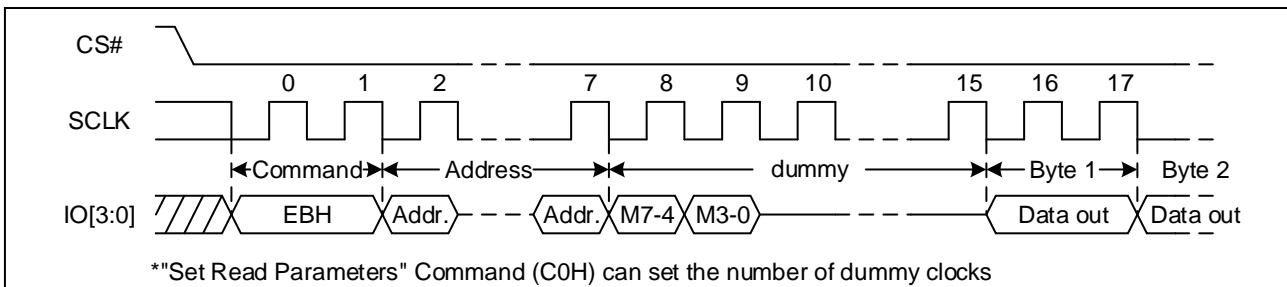 CS#
0 1 2 7 8 9 10 15 16 17
SCLK
Command Address dummy Byte 1 Byte 2
IO[3:0] EBH Addr. Addr. M7-4 M3-0 Data out Data out
*"Set Read Parameters" Command (C0H) can set the number of dummy clocks